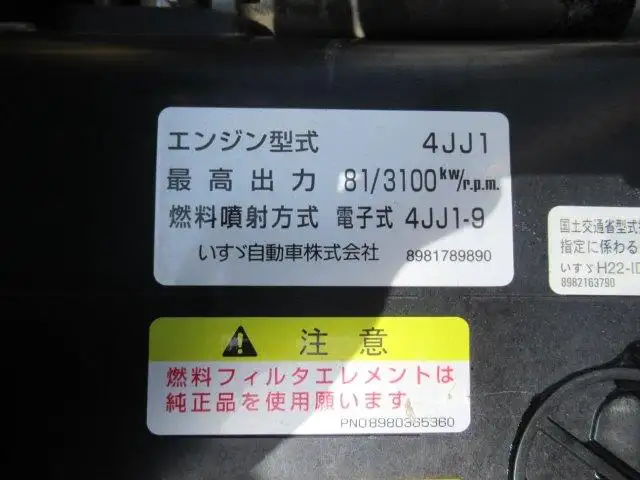 エンジン型式 4JJ1
最高出力 81/3100kw/r.p.m.
燃料噴射方式 電子式 4JJ1-9
いすゞ自動車株式会社 8981789890
国土交通省型式
指定に係わる
いすゞH22-
8982163790
注意
燃料フィルタエレメントは
純正品を使用願います
PNO8980365360